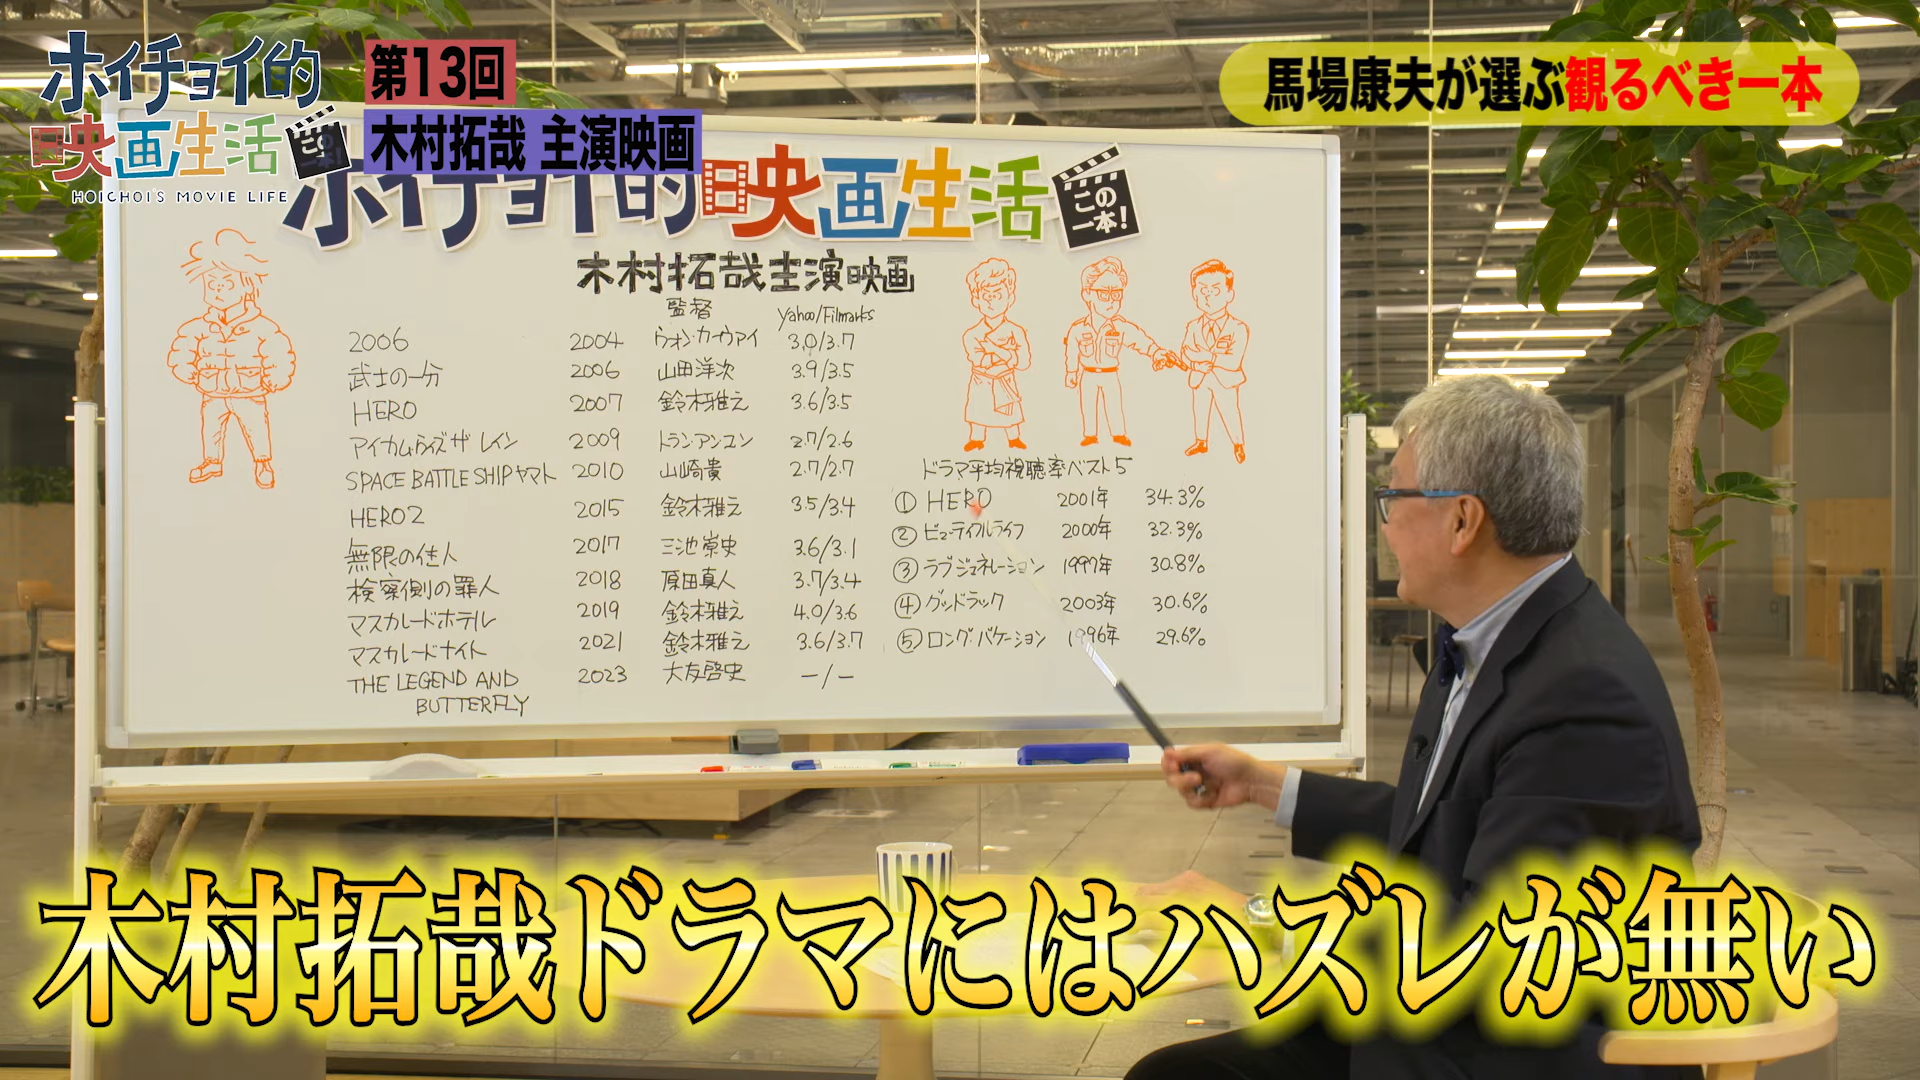 ホイチョイ的
映画生活
この一本!
HOICHOI'S MOVIE LIFE
第13回
木村拓哉 主演映画
馬場康夫が選ぶ観るべき一本
ホイチョイ的映画生活
この
一本!
木村拓哉主演映画
監督 Yahoo/Filmarks
2006 2004 ウォン・カーウァイ 3.0/3.7
武士の一分 2006 山田洋次 3.9/3.5
HERO 2007 鈴木雅之 3.6/3.5
アイカムウィズザレイン 2009 トラン・アンユン 2.7/2.6
SPACE BATTLE SHIP ヤマト 2010 山崎貴 2.7/2.7
HERO2 2015 鈴木雅之 3.5/3.4
無限の住人 2017 三池崇史 3.6/3.1
検察側の罪人 2018 原田真人 3.7/3.4
マスカレードホテル 2019 鈴木雅之 4.0/3.6
マスカレードナイト 2021 鈴木雅之 3.6/3.7
THE LEGEND AND 2023 大友啓史 -/-
BUTTERFLY
ドラマ平均視聴率ベスト5
① HERO 2001年 34.3%
② ビューティフルライフ 2000年 32.3%
③ ラブジェネレーション 1997年 30.8%
④ グッドラック 2003年 30.6%
⑤ ロング・バケーション 1996年 29.6%
木村拓哉ドラマにはハズレが無い